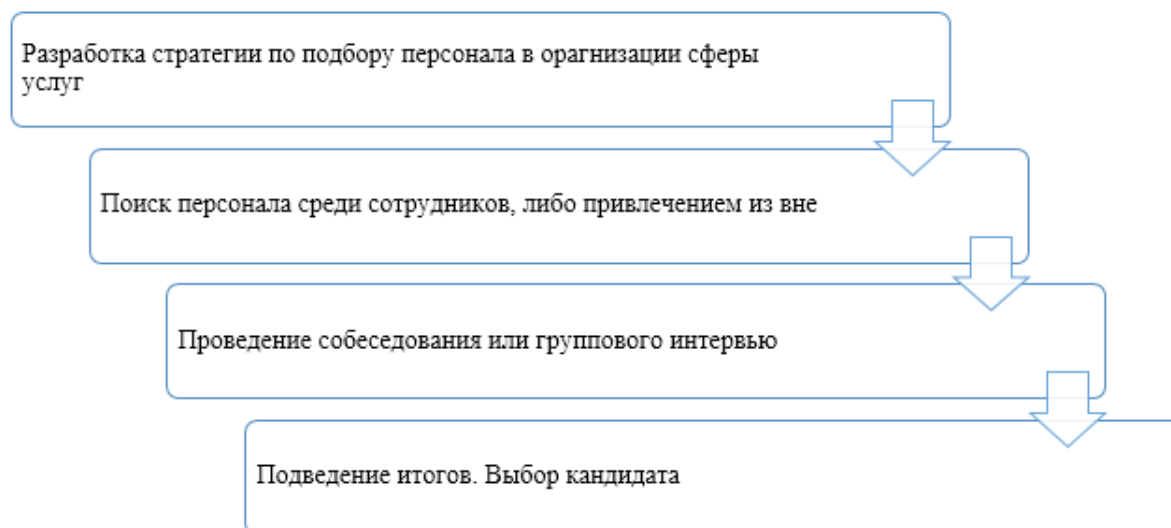 Разработка стратегии по подбору персонала в орагнизации сферы
услуг
Поиск персонала среди сотрудников, либо привлечением из вне
Проведение собеседования или группового интервью
Подведение итогов. Выбор кандидата